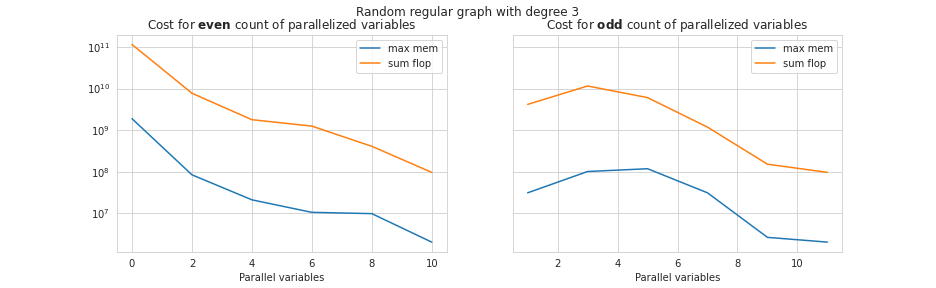 Random regular graph with degree 3
Cost for even count of parallelized variables
max mem
sum flop
10^11
10^10
10^9
10^8
10^7
0 2 4 6 8 10
Parallel variables
Cost for odd count of parallelized variables
max mem
sum flop
2 4 6 8 10
Parallel variables